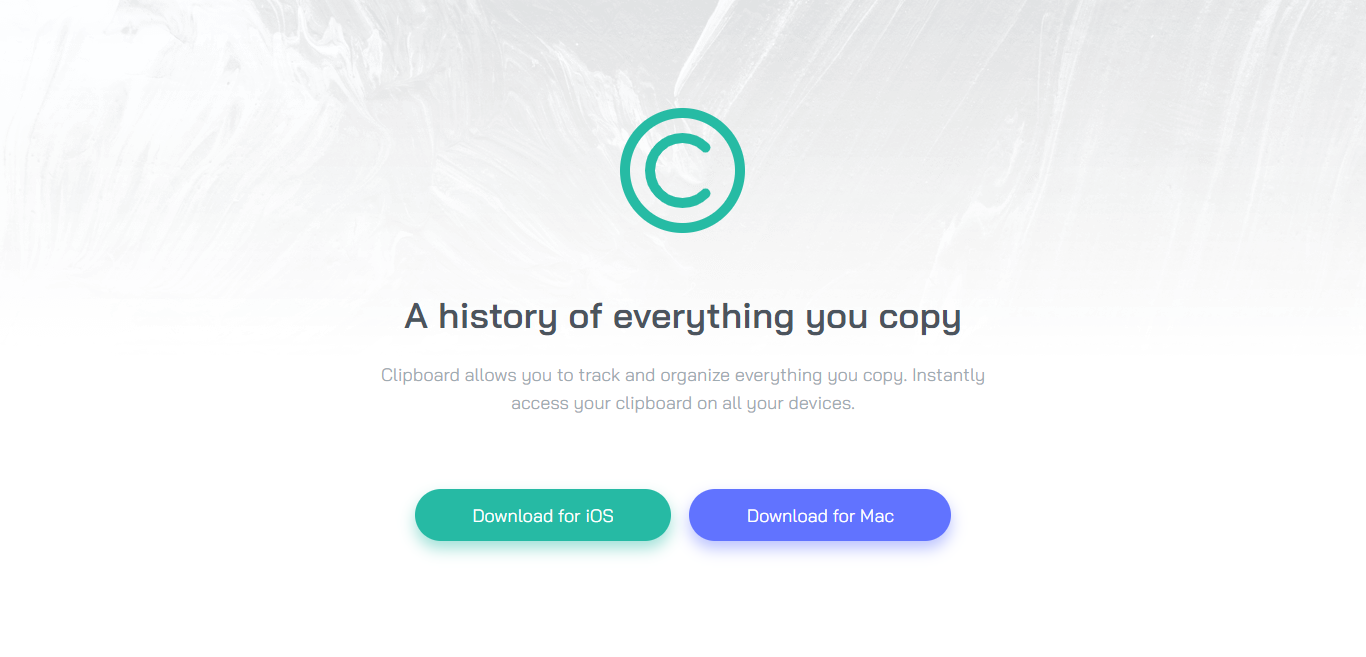 A history of everything you copy
Clipboard allows you to track and organize everything you copy. Instantly
access your clipboard on all your devices.
Download for iOS
Download for Mac